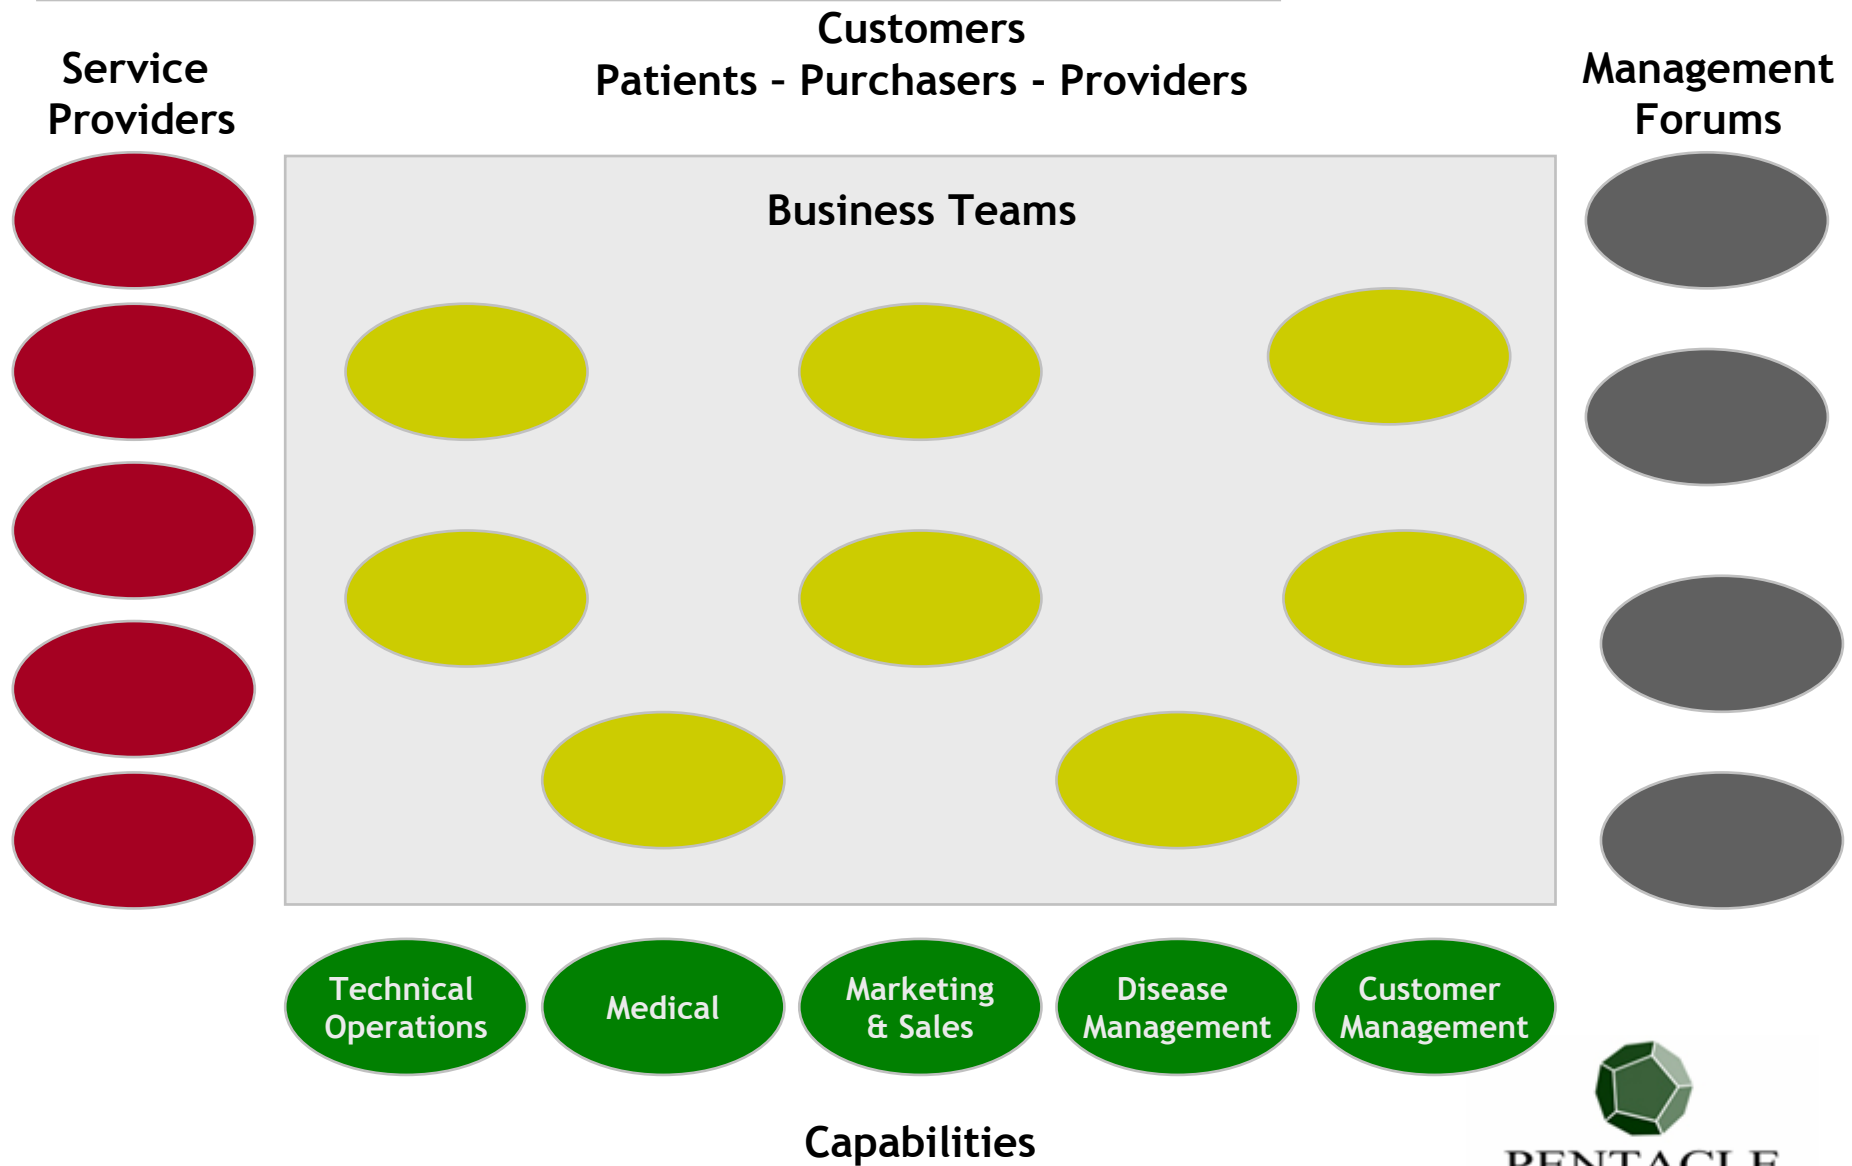 Customers
Patients – Purchasers - Providers
Service
Providers
Management
Forums
Business Teams
Technical
Operations
Medical
Marketing
& Sales
Disease
Management
Customer
Management
Capabilities
PENTACLE